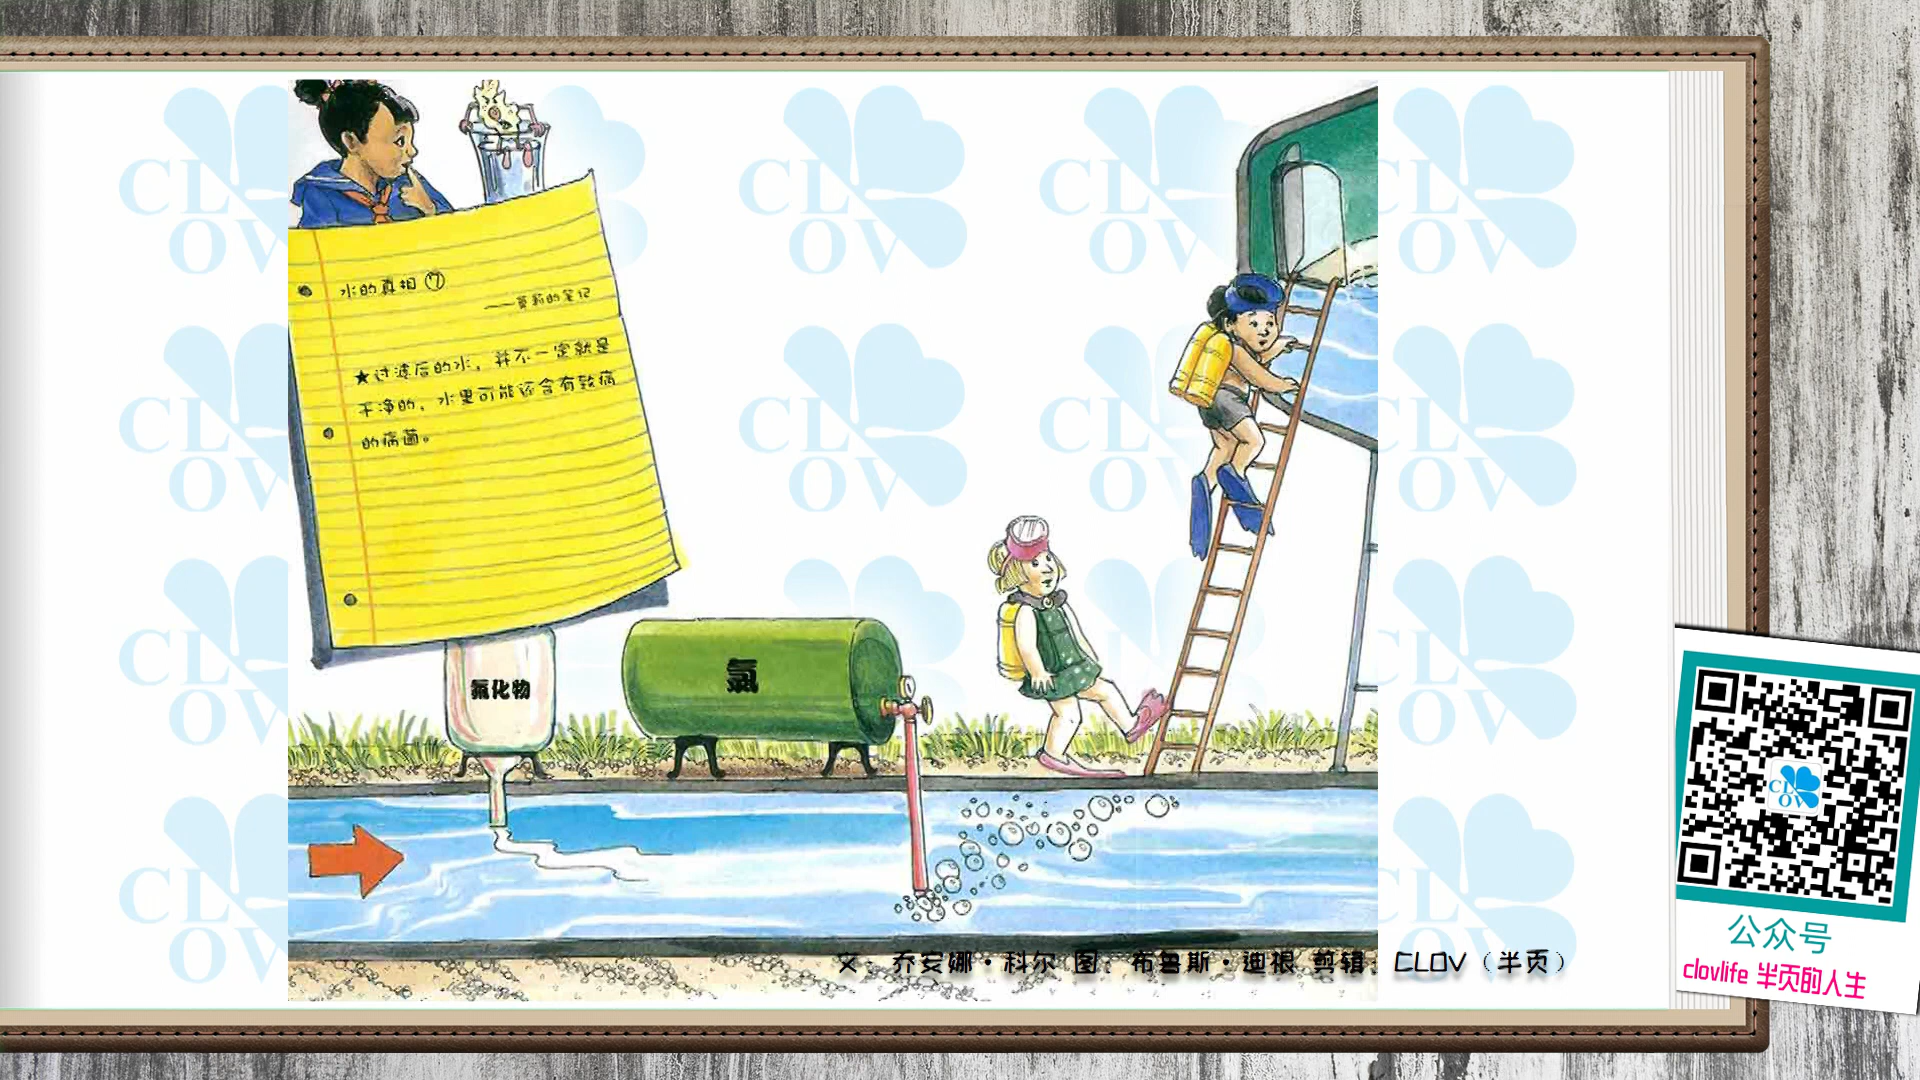 水的真相⑦
——莫莉的笔记
★过滤后的水，并不一定就是
干净的，水里可能还含有致病
的病菌。
氟化物
氯
文：乔安娜·科尔 图：布鲁斯·迪根 剪辑：CLOV（半页）
公众号
clovlife 半页的人生
CL
OV